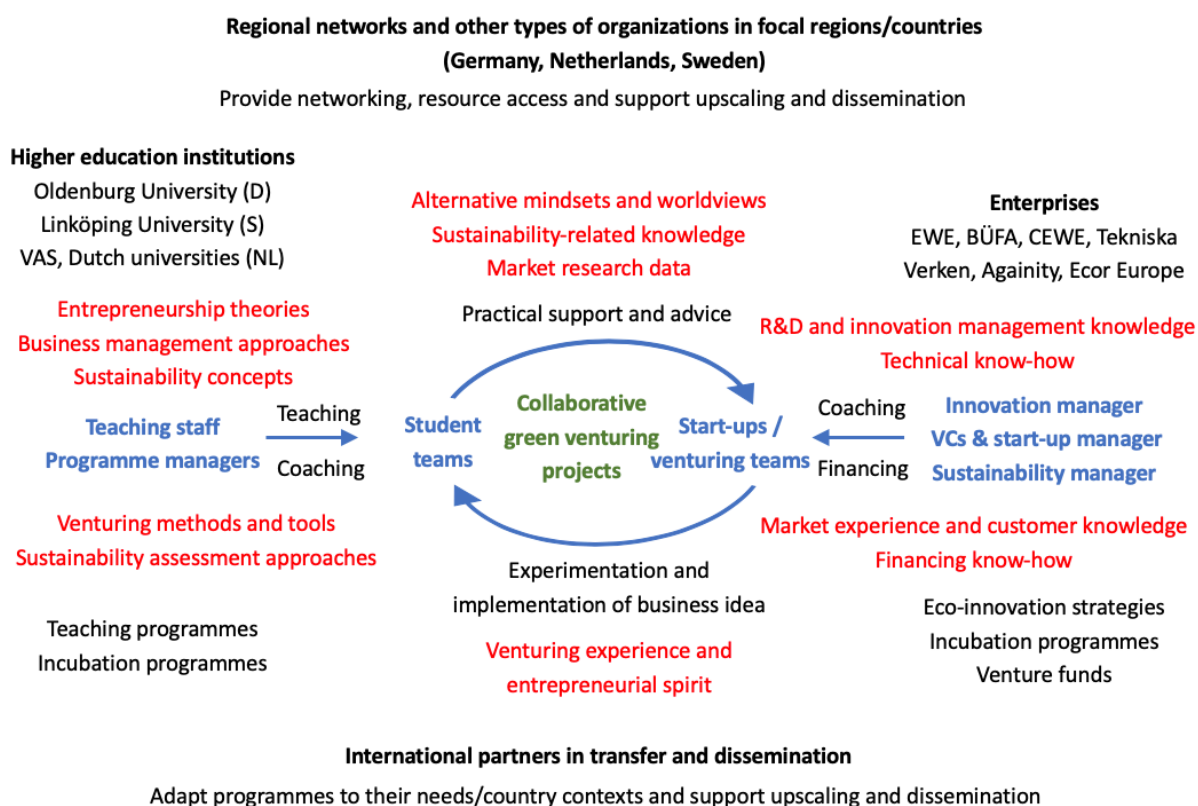 Regional networks and other types of organizations in focal regions/countries
(Germany, Netherlands, Sweden)
Provide networking, resource access and support upscaling and dissemination
Higher education institutions
Oldenburg University (D)
Linköping University (S)
VAS, Dutch universities (NL)
Entrepreneurship theories
Business management approaches
Sustainability concepts
Teaching staff
Programme managers
Teaching
Coaching
Venturing methods and tools
Sustainability assessment approaches
Teaching programmes
Incubation programmes
Alternative mindsets and worldviews
Sustainability-related knowledge
Market research data
Practical support and advice
Student
teams
Collaborative
green venturing
projects
Start-ups /
venturing teams
Experimentation and
implementation of business idea
Venturing experience and
entrepreneurial spirit
Enterprises
EWE, BÜFA, CEWE, Tekniska
Verken, Againity, Ecor Europe
R&D and innovation management knowledge
Technical know-how
Coaching
Financing
Innovation manager
VCs & start-up manager
Sustainability manager
Market experience and customer knowledge
Financing know-how
Eco-innovation strategies
Incubation programmes
Venture funds
International partners in transfer and dissemination
Adapt programmes to their needs/country contexts and support upscaling and dissemination